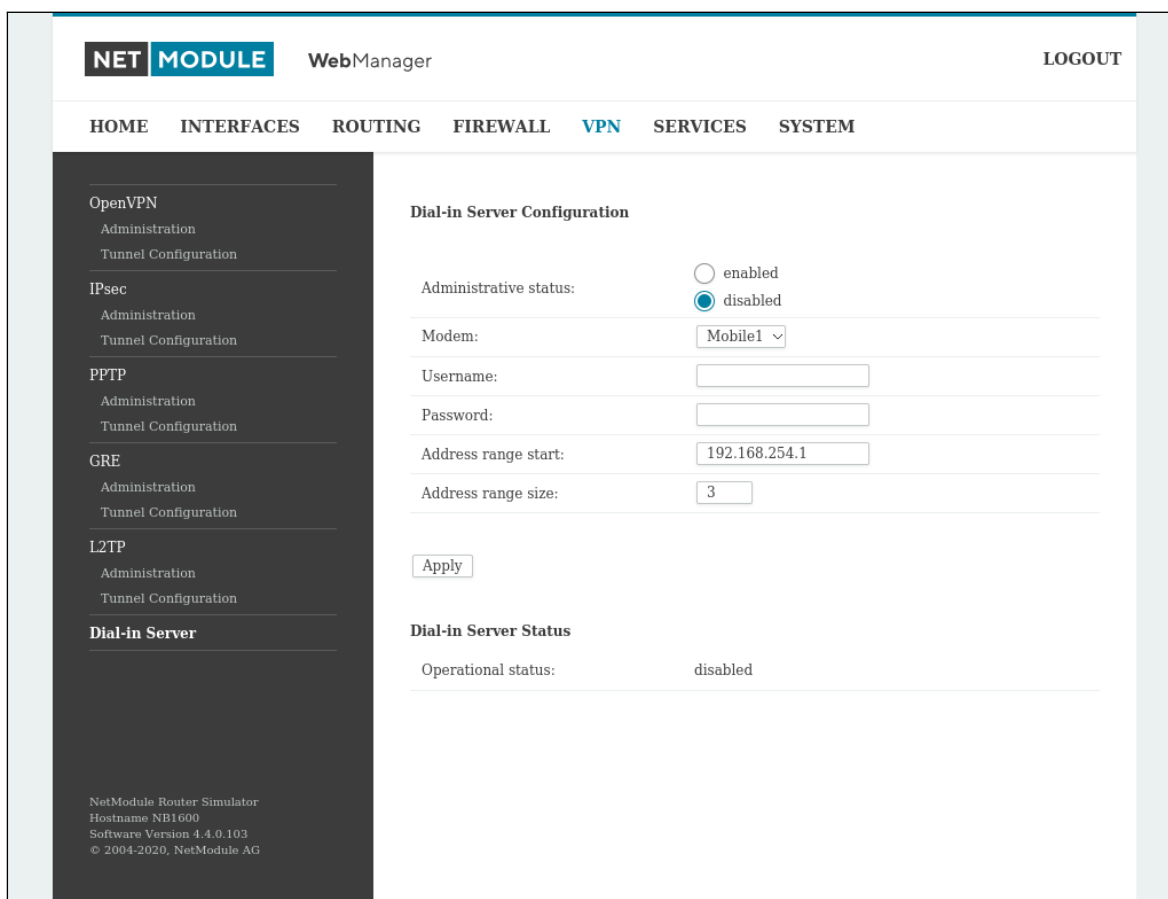 NET MODULE WebManager LOGOUT
HOME INTERFACES ROUTING FIREWALL VPN SERVICES SYSTEM
OpenVPN
Administration
Tunnel Configuration
IPsec
Administration
Tunnel Configuration
PPTP
Administration
Tunnel Configuration
GRE
Administration
Tunnel Configuration
L2TP
Administration
Tunnel Configuration
Dial-in Server
NetModule Router Simulator
Hostname NB1600
Software Version 4.4.0.103
© 2004-2020, NetModule AG
Dial-in Server Configuration
Administrative status:
enabled
disabled
Modem: Mobile1
Username:
Password:
Address range start: 192.168.254.1
Address range size: 3
Apply
Dial-in Server Status
Operational status: disabled